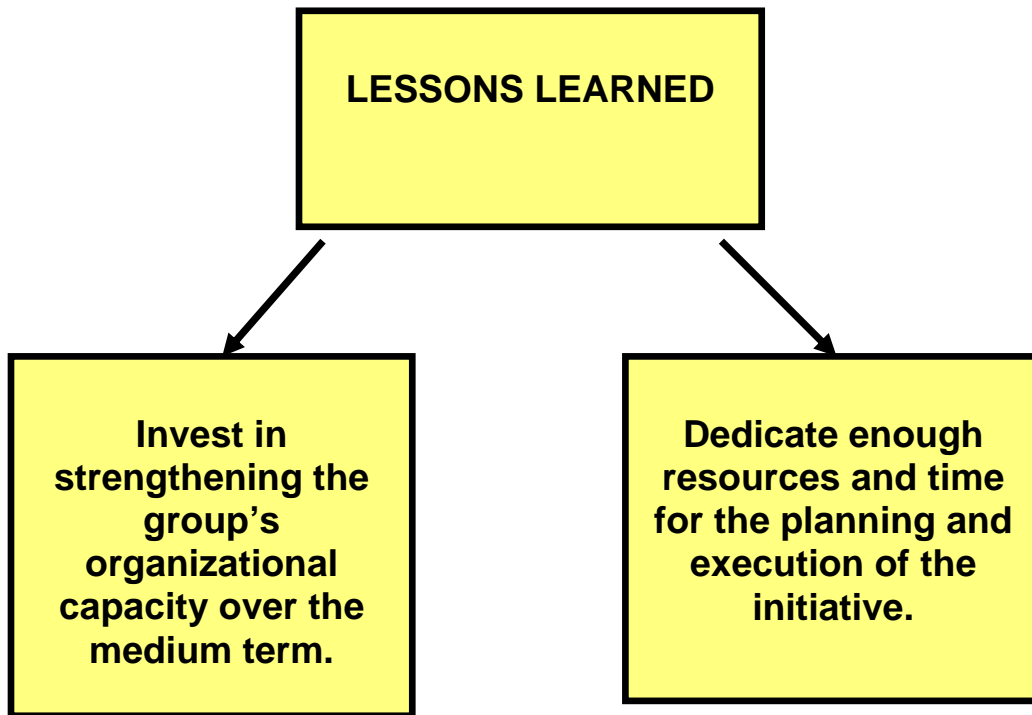 LESSONS LEARNED
Invest in
strengthening the
group’s
organizational
capacity over the
medium term.
Dedicate enough
resources and time
for the planning and
execution of the
initiative.